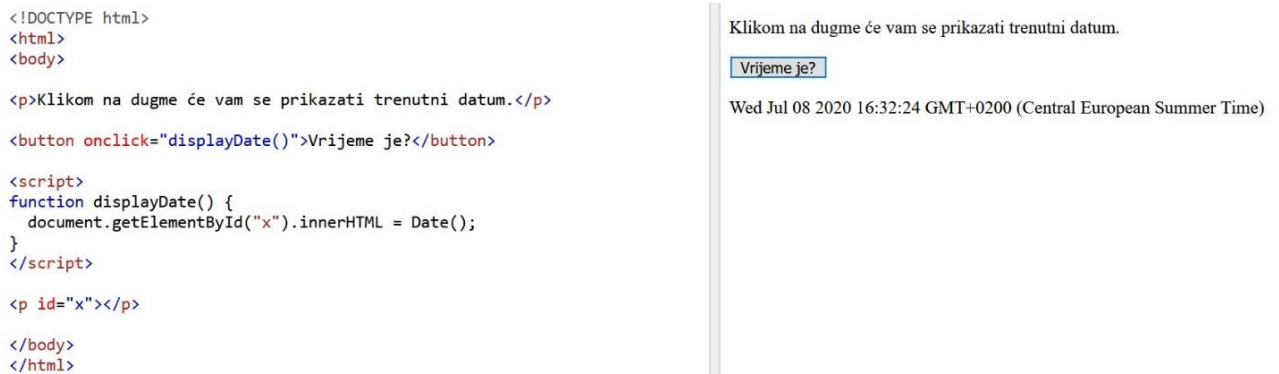 <!DOCTYPE html>
<html>
<body>
<p>Klikom na dugme će vam se prikazati trenutni datum.</p>
<button onclick="displayDate()">Vrijeme je?</button>
<script>
function displayDate() {
  document.getElementById("x").innerHTML = Date();
}
</script>
<p id="x"></p>
</body>
</html>
Klikom na dugme će vam se prikazati trenutni datum.
Vrijeme je?
Wed Jul 08 2020 16:32:24 GMT+0200 (Central European Summer Time)